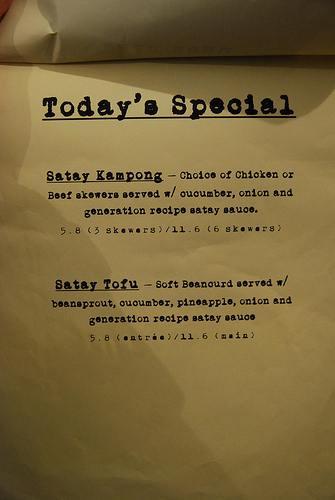 Today's Special
Satay Kampong – Choice of Chicken or
Beef skewers served w/ cucumber, onion and
generation recipe satay sauce.
5.8 (3 skewers)/11.6 (6 skewers)
Satay Tofu – Soft Beancurd served w/
beansprout, cucumber, pineapple, onion and
generation recipe satay sauce
5.8 (entrée)/11.6 (main)